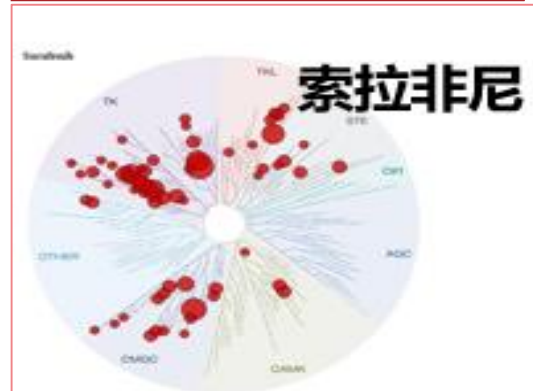 Sorafenib
索拉非尼
TKL
TK
STE
CK1
AGC
OTHER
CMGC
CAMK